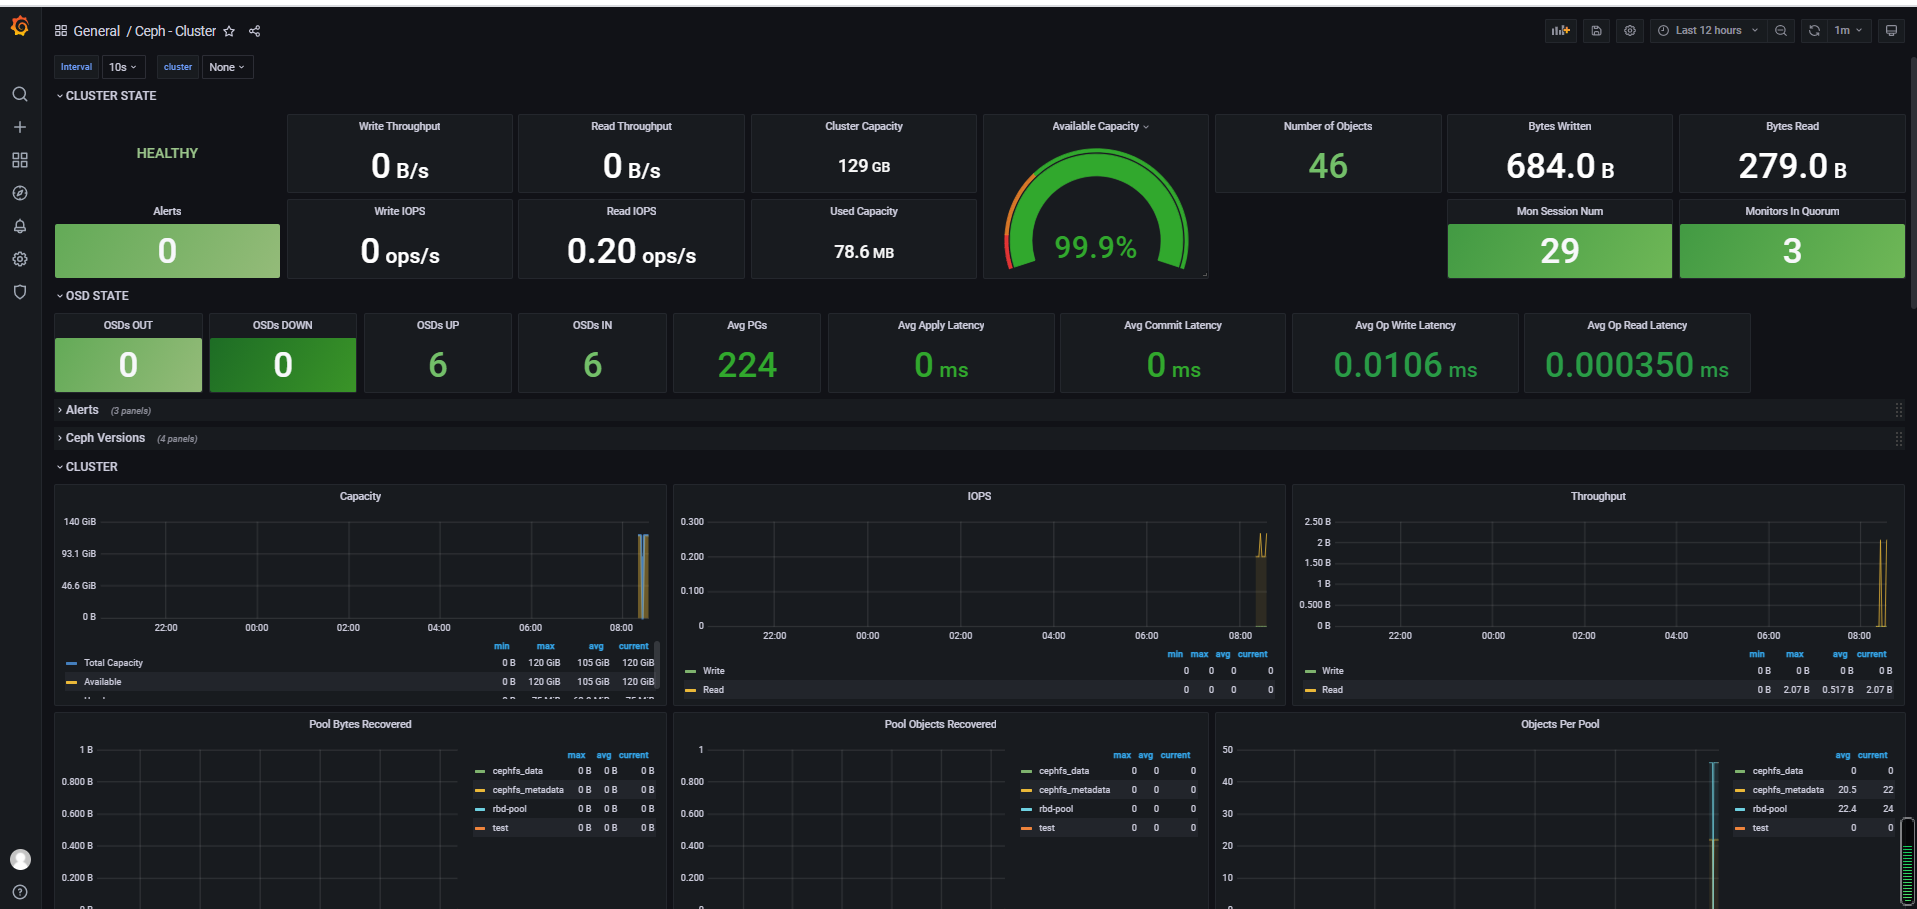 General / Ceph - Cluster
Last 12 hours
1m
Interval 10s cluster None
CLUSTER STATE
HEALTHY
Write Throughput
0 B/s
Read Throughput
0 B/s
Cluster Capacity
129 GB
Available Capacity
99.9%
Number of Objects
46
Bytes Written
684.0 B
Bytes Read
279.0 B
Alerts
0
Write IOPS
0 ops/s
Read IOPS
0.20 ops/s
Used Capacity
78.6 MB
Mon Session Num
29
Monitors In Quorum
3
OSD STATE
OSDs OUT
0
OSDs DOWN
0
OSDs UP
6
OSDs IN
6
Avg PGs
224
Avg Apply Latency
0 ms
Avg Commit Latency
0 ms
Avg Op Write Latency
0.0106 ms
Avg Op Read Latency
0.000350 ms
Alerts (3 panels)
Ceph Versions (4 panels)
CLUSTER
Capacity
140 GiB
93.1 GiB
46.6 GiB
0 B
22:00 00:00 02:00 04:00 06:00 08:00
min max avg current
Total Capacity 0 B 120 GiB 105 GiB 120 GiB
Available 0 B 120 GiB 105 GiB 120 GiB
IOPS
0.300
0.200
0.100
0
22:00 00:00 02:00 04:00 06:00 08:00
min max avg current
Write 0 0 0 0
Read 0 0 0 0
Throughput
2.50 B
2 B
1.50 B
1 B
0.500 B
0 B
22:00 00:00 02:00 04:00 06:00 08:00
min max avg current
Write 0 B 0 B 0 B 0 B
Read 0 B 2.07 B 0.517 B 2.07 B
Pool Bytes Recovered
1 B
0.800 B
0.600 B
0.400 B
0.200 B
max avg current
cephfs_data 0 B 0 B 0 B
cephfs_metadata 0 B 0 B 0 B
rbd-pool 0 B 0 B 0 B
test 0 B 0 B 0 B
Pool Objects Recovered
1
0.800
0.600
0.400
0.200
max avg current
cephfs_data 0 0 0
cephfs_metadata 0 0 0
rbd-pool 0 0 0
test 0 0 0
Objects Per Pool
50
40
30
20
10
avg current
cephfs_data 0 0
cephfs_metadata 20.5 22
rbd-pool 22.4 24
test 0 0